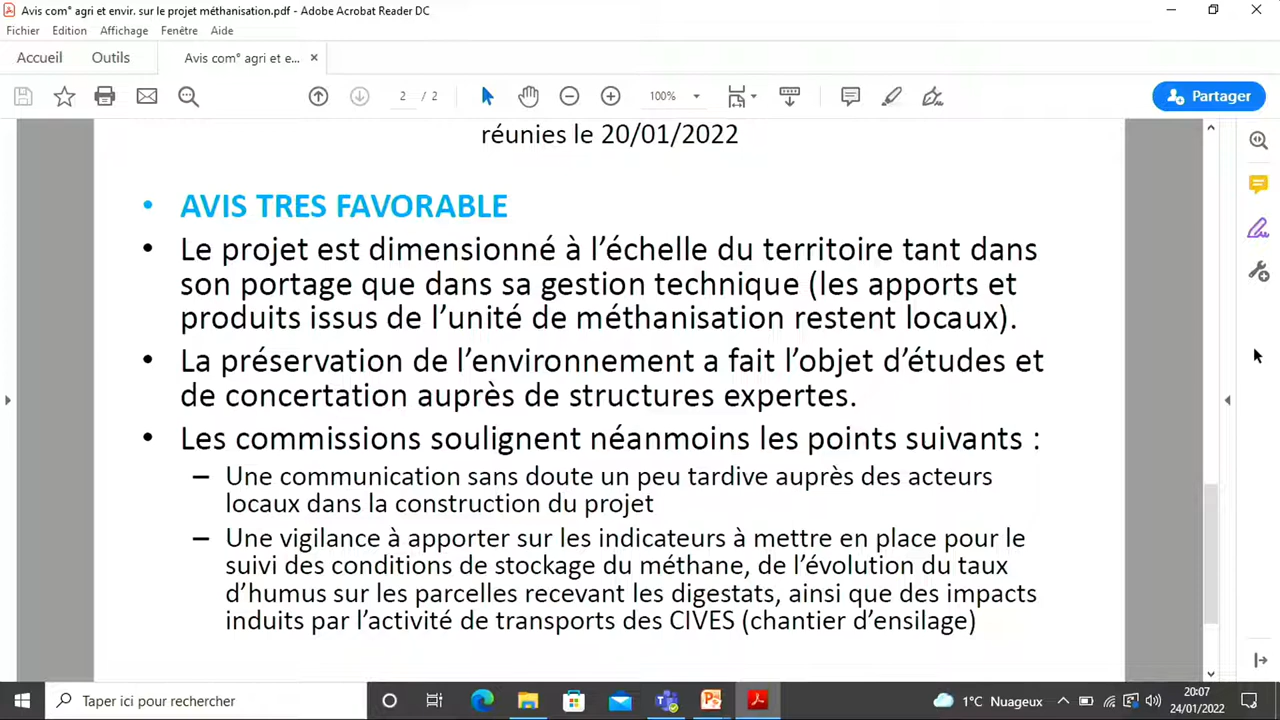 Avis com° agri et envir. sur le projet méthanisation.pdf - Adobe Acrobat Reader DC
Fichier Edition Affichage Fenêtre Aide
Accueil Outils Avis com° agri et e... ×
2 / 2 100% Partager
réunies le 20/01/2022
• AVIS TRES FAVORABLE
• Le projet est dimensionné à l’échelle du territoire tant dans
son portage que dans sa gestion technique (les apports et
produits issus de l’unité de méthanisation restent locaux).
• La préservation de l’environnement a fait l’objet d’études et
de concertation auprès de structures expertes.
• Les commissions soulignent néanmoins les points suivants :
– Une communication sans doute un peu tardive auprès des acteurs
locaux dans la construction du projet
– Une vigilance à apporter sur les indicateurs à mettre en place pour le
suivi des conditions de stockage du méthane, de l’évolution du taux
d’humus sur les parcelles recevant les digestats, ainsi que des impacts
induits par l’activité de transports des CIVES (chantier d’ensilage)
Taper ici pour rechercher 1°C Nuageux 20:07
24/01/2022